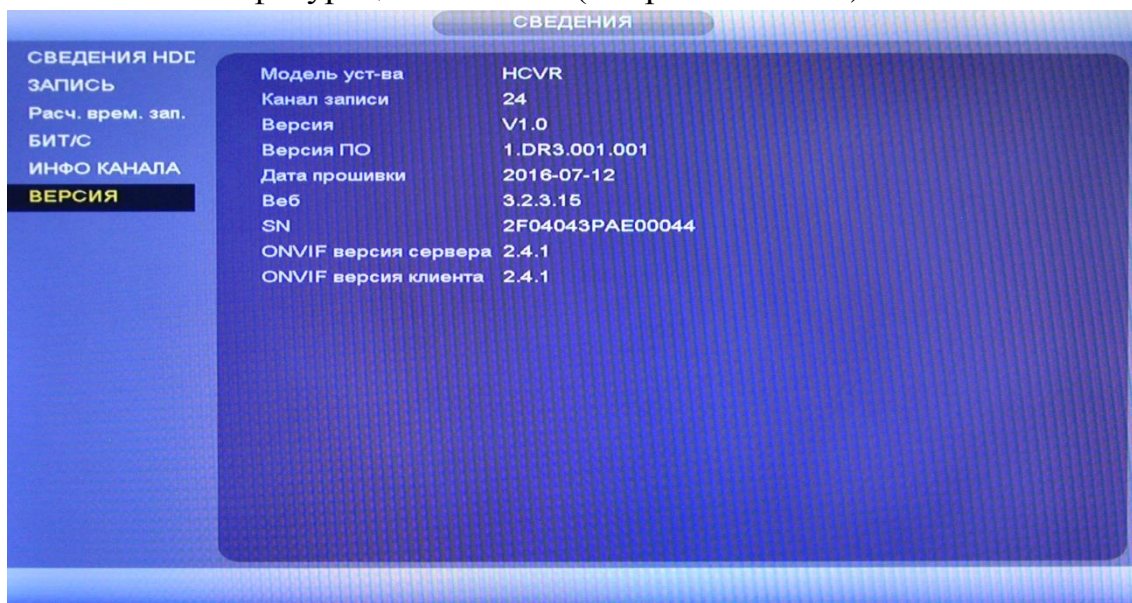 СВЕДЕНИЯ
СВЕДЕНИЯ HDD
ЗАПИСЬ
Расч. врем. зап.
БИТ/С
ИНФО КАНАЛА
ВЕРСИЯ
Модель уст-ва HCVR
Канал записи 24
Версия V1.0
Версия ПО 1.DR3.001.001
Дата прошивки 2016-07-12
Веб 3.2.3.15
SN 2F04043PAE00044
ONVIF версия сервера 2.4.1
ONVIF версия клиента 2.4.1